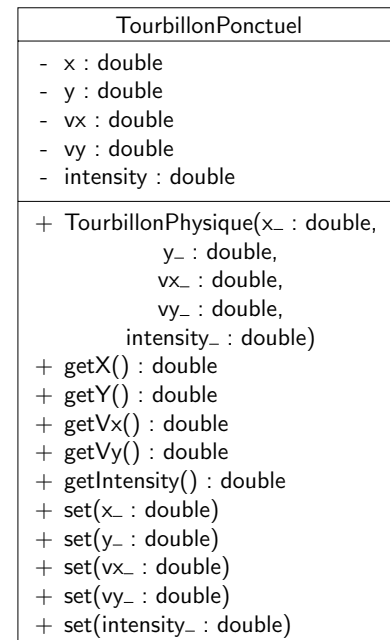 TourbillonPonctuel
- x : double
- y : double
- vx : double
- vy : double
- intensity : double
+ TourbillonPhysique(x_ : double,
y_ : double,
vx_ : double,
vy_ : double,
intensity_ : double)
+ getX() : double
+ getY() : double
+ getVx() : double
+ getVy() : double
+ getIntensity() : double
+ set(x_ : double)
+ set(y_ : double)
+ set(vx_ : double)
+ set(vy_ : double)
+ set(intensity_ : double)